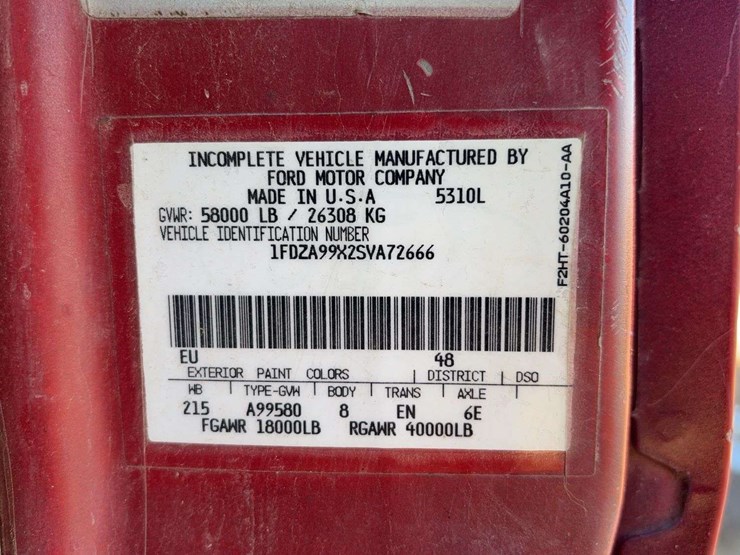 INCOMPLETE VEHICLE MANUFACTURED BY
FORD MOTOR COMPANY
MADE IN U.S.A 5310L
GVWR: 58000 LB / 26308 KG
VEHICLE IDENTIFICATION NUMBER
1FDZA99X2SVA72666
EU 48
EXTERIOR PAINT COLORS DISTRICT DSO
WB TYPE-GVW BODY TRANS AXLE
215 A99580 8 EN 6E
FGAWR 18000LB RGAWR 40000LB
F2HT-60204A10-AA